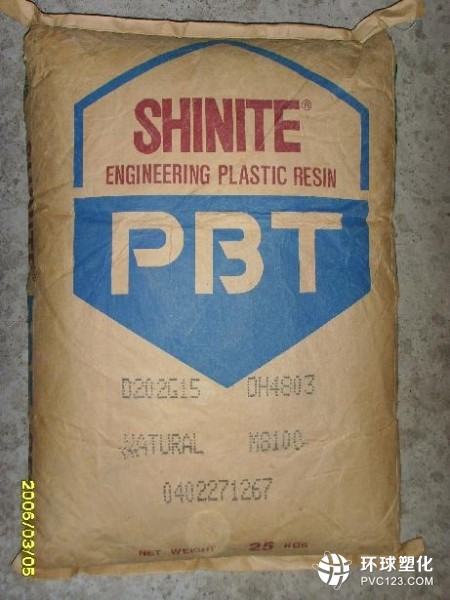 SHINITE®
ENGINEERING PLASTIC RESIN
PBT
D202G15 DH4803
NATURAL M8100
0402271267
NET WEIGHT 25 KGS
2006/03/05
环球塑化
PVC123.COM